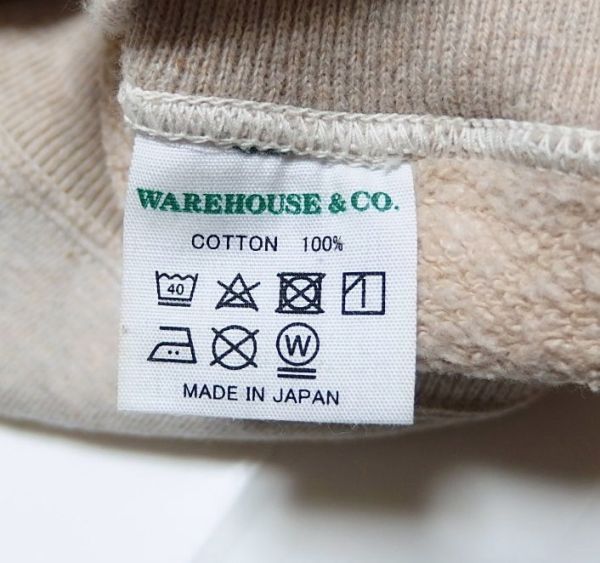 WAREHOUSE & CO.
COTTON 100%
40
W
MADE IN JAPAN